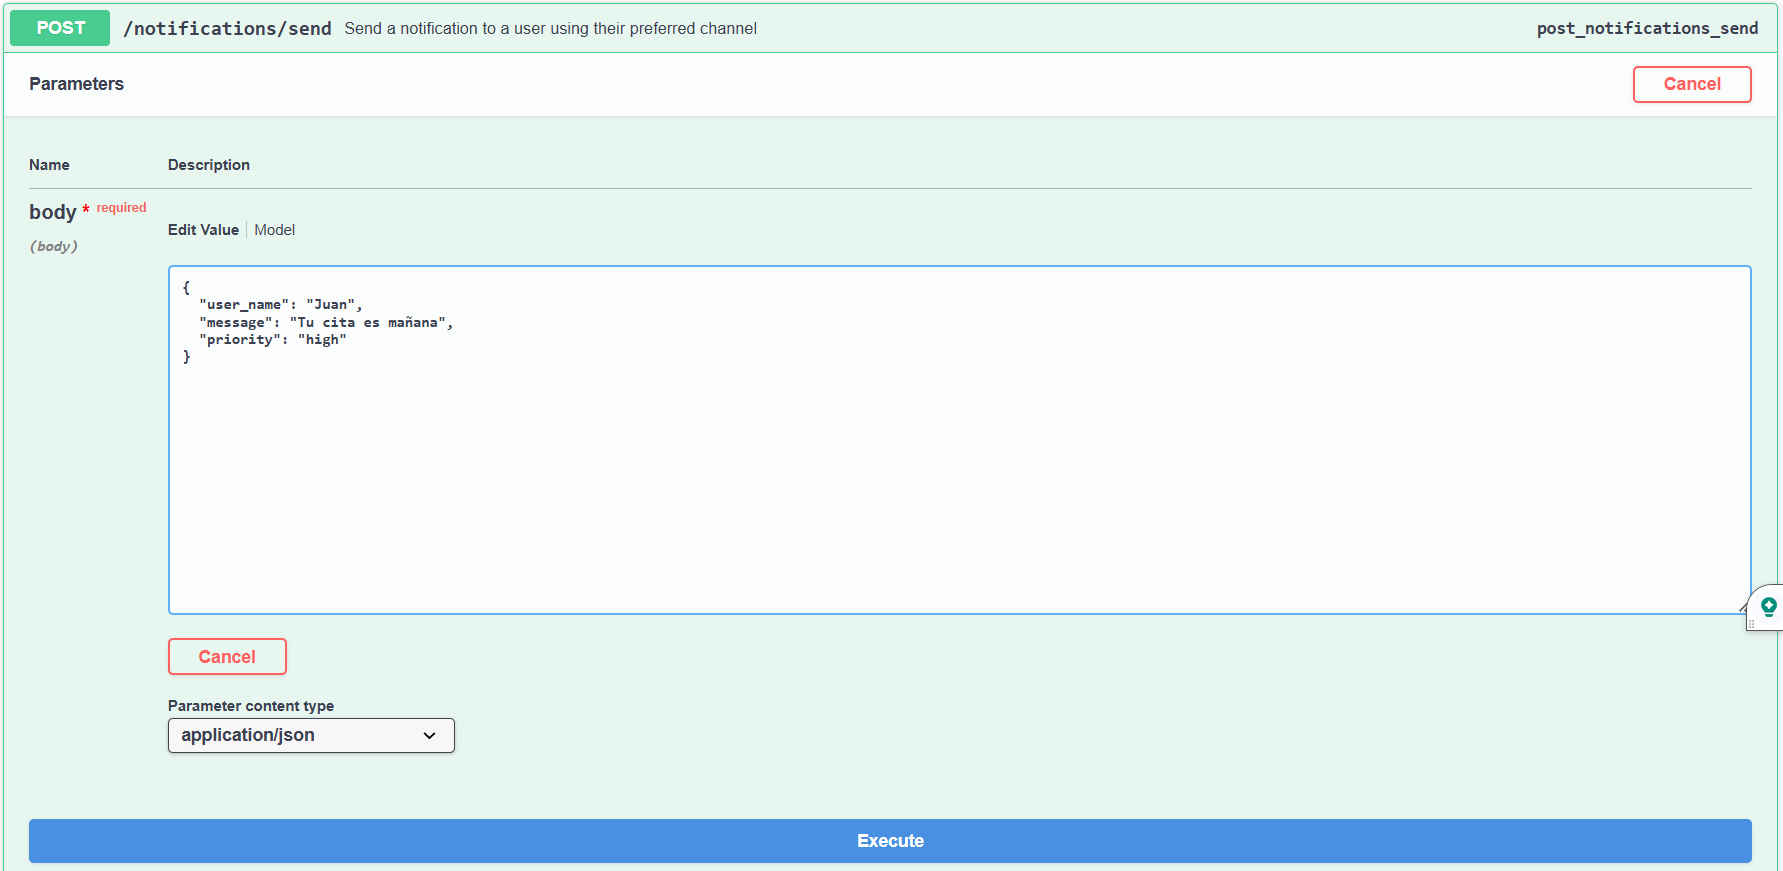 POST /notifications/send Send a notification to a user using their preferred channel post_notifications_send
Parameters Cancel
Name Description
body * required
(body)
Edit Value Model
{
  "user_name": "Juan",
  "message": "Tu cita es mañana",
  "priority": "high"
}
Cancel
Parameter content type
application/json
Execute